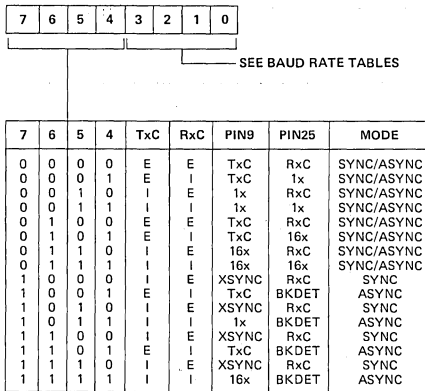 7 6 5 4 3 2 1 0
SEE BAUD RATE TABLES
7 6 5 4 TxC RxC PIN9 PIN25 MODE
0 0 0 0 E E TxC RxC SYNC/ASYNC
0 0 0 1 E I TxC 1x SYNC/ASYNC
0 0 1 0 I E 1x RxC SYNC/ASYNC
0 0 1 1 I I 1x 1x SYNC/ASYNC
0 1 0 0 E E TxC RxC SYNC/ASYNC
0 1 0 1 E I TxC 16x SYNC/ASYNC
0 1 1 0 I E 16x RxC SYNC/ASYNC
0 1 1 1 I I 16x 16x SYNC/ASYNC
1 0 0 0 I E XSYNC RxC SYNC
1 0 0 1 E I TxC BKDET ASYNC
1 0 1 0 I E XSYNC RxC SYNC
1 0 1 1 I I 1x BKDET ASYNC
1 1 0 0 I E XSYNC RxC SYNC
1 1 0 1 E I TxC BKDET ASYNC
1 1 1 0 I E XSYNC RxC SYNC
1 1 1 1 I I 16x BKDET ASYNC